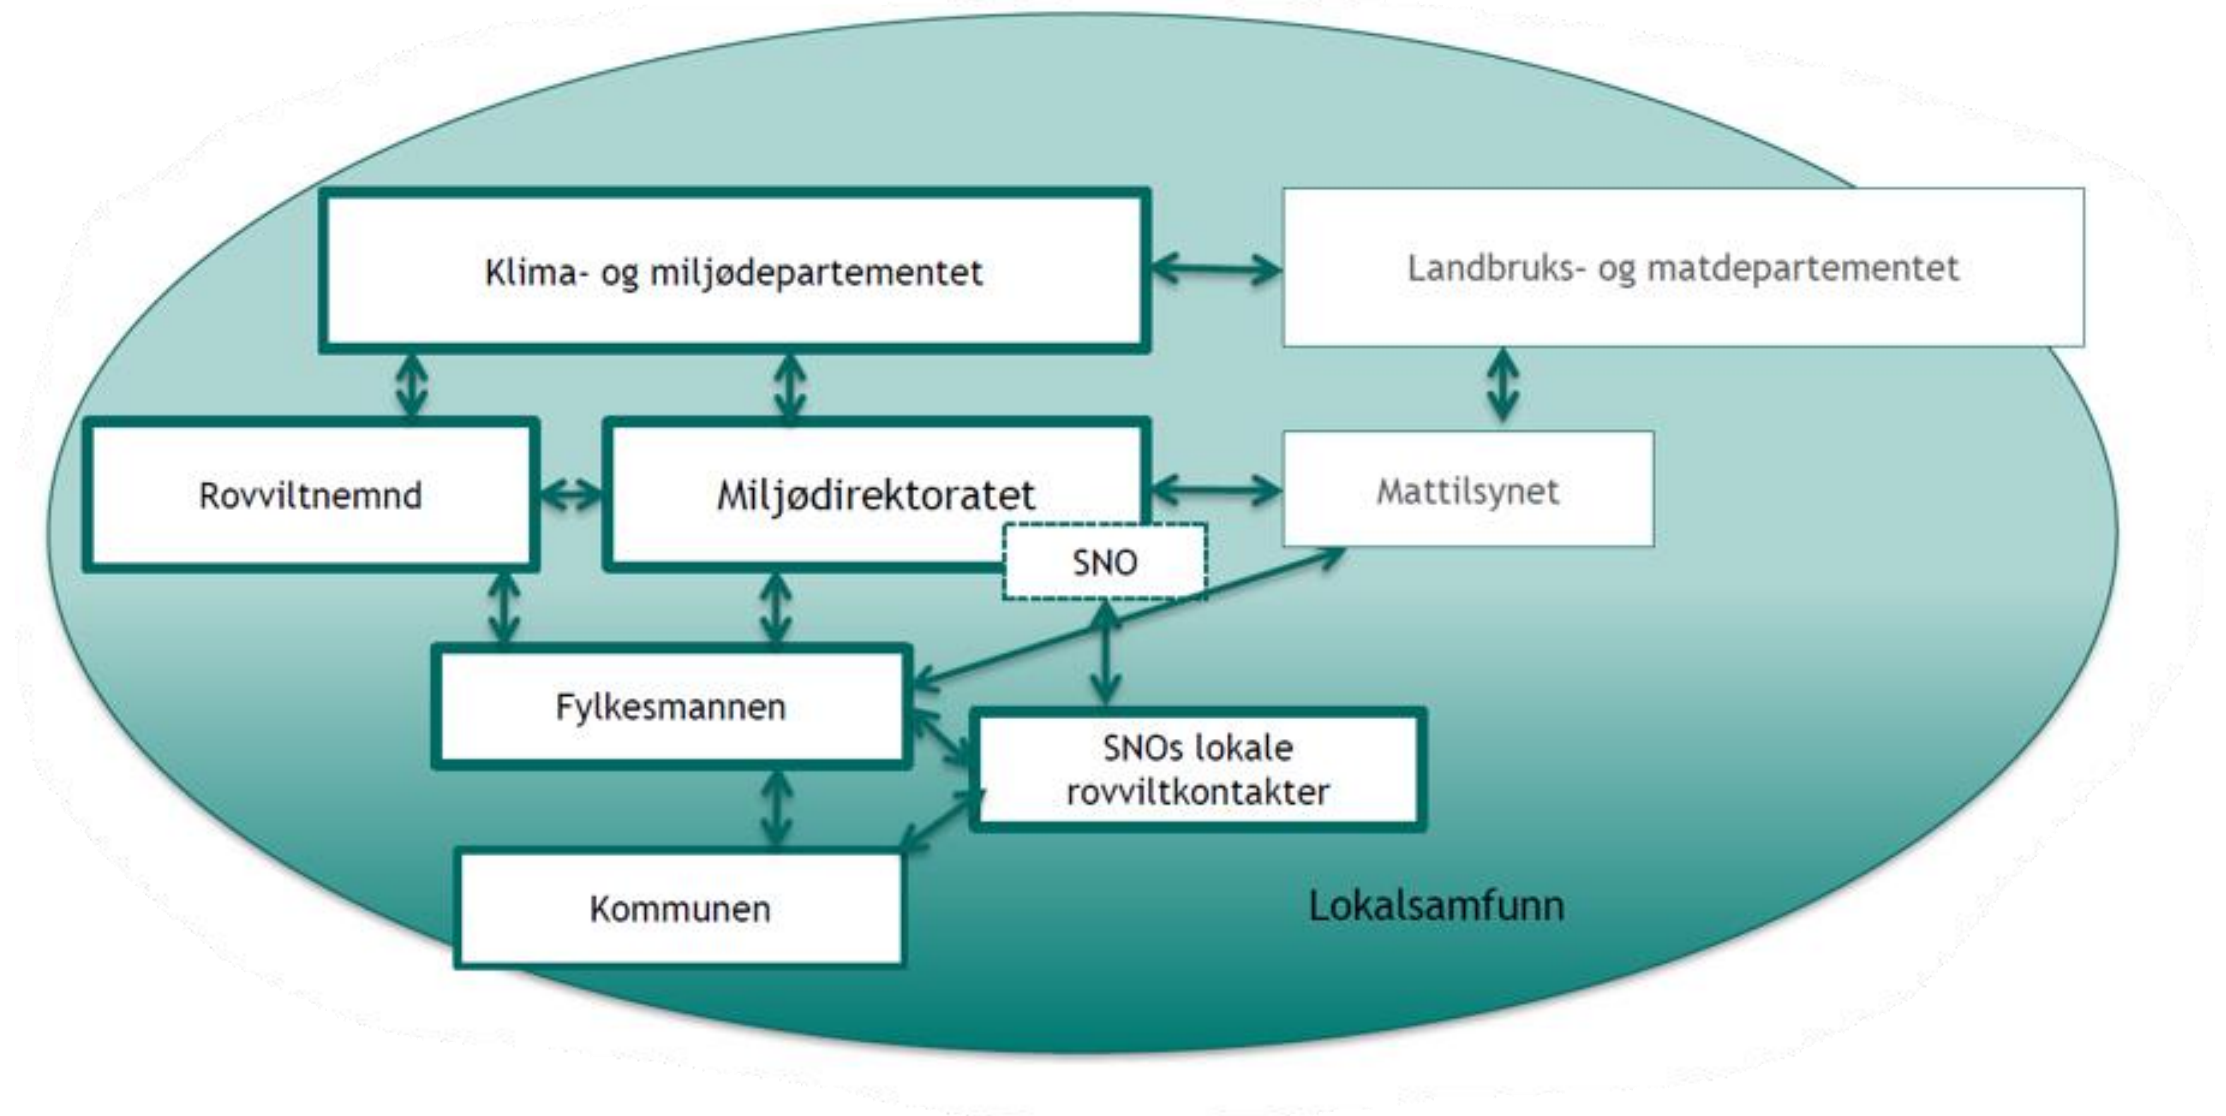 Klima- og miljødepartementet
Landbruks- og matdepartementet
Rovviltnemnd
Miljødirektoratet
Mattilsynet
SNO
Fylkesmannen
SNOs lokale
rovviltkontakter
Kommunen
Lokalsamfunn